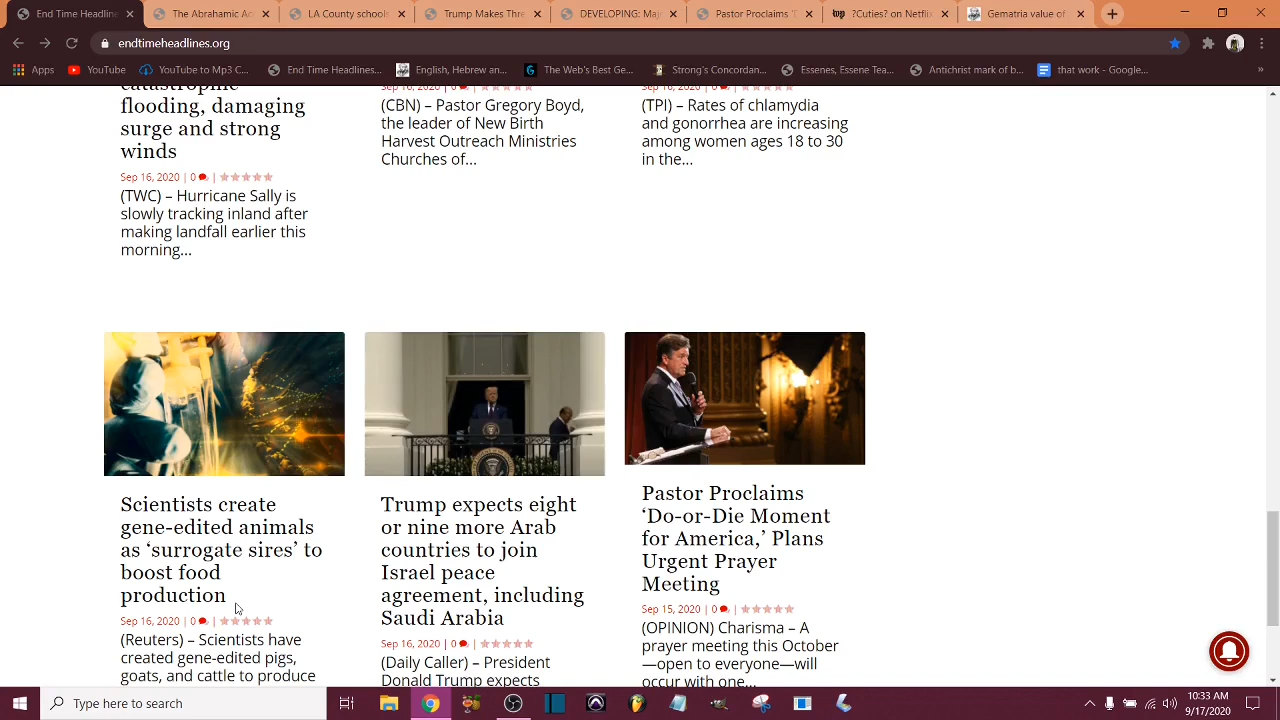 End Time Headline
The Abrahamic Ac
LA County schools
Trump Makes Thre
DEVELOPING: Maj
Pastor Proclaims 'D
?Cuties? on Netflix
Gematria value of
endtimeheadlines.org
Apps
YouTube
YouTube to Mp3 C...
End Time Headlines...
English, Hebrew an...
The Web's Best Ge...
Strong's Concordan...
Essenes, Essene Tea...
Antichrist mark of b...
that work - Google...
»
catastrophic
flooding, damaging
surge and strong
winds
Sep 16, 2020 | 0
(TWC) – Hurricane Sally is
slowly tracking inland after
making landfall earlier this
morning...
Sep 16, 2020 | 0
(CBN) – Pastor Gregory Boyd,
the leader of New Birth
Harvest Outreach Ministries
Churches of...
Sep 16, 2020 | 0
(TPI) – Rates of chlamydia
and gonorrhea are increasing
among women ages 18 to 30
in the...
Scientists create
gene-edited animals
as ‘surrogate sires’ to
boost food
production
Sep 16, 2020 | 0
(Reuters) – Scientists have
created gene-edited pigs,
goats, and cattle to produce
Trump expects eight
or nine more Arab
countries to join
Israel peace
agreement, including
Saudi Arabia
Sep 16, 2020 | 0
(Daily Caller) – President
Donald Trump expects
Pastor Proclaims
‘Do-or-Die Moment
for America,’ Plans
Urgent Prayer
Meeting
Sep 15, 2020 | 0
(OPINION) Charisma – A
prayer meeting this October
—open to everyone—will
occur with one...
Type here to search
10:33 AM
9/17/2020